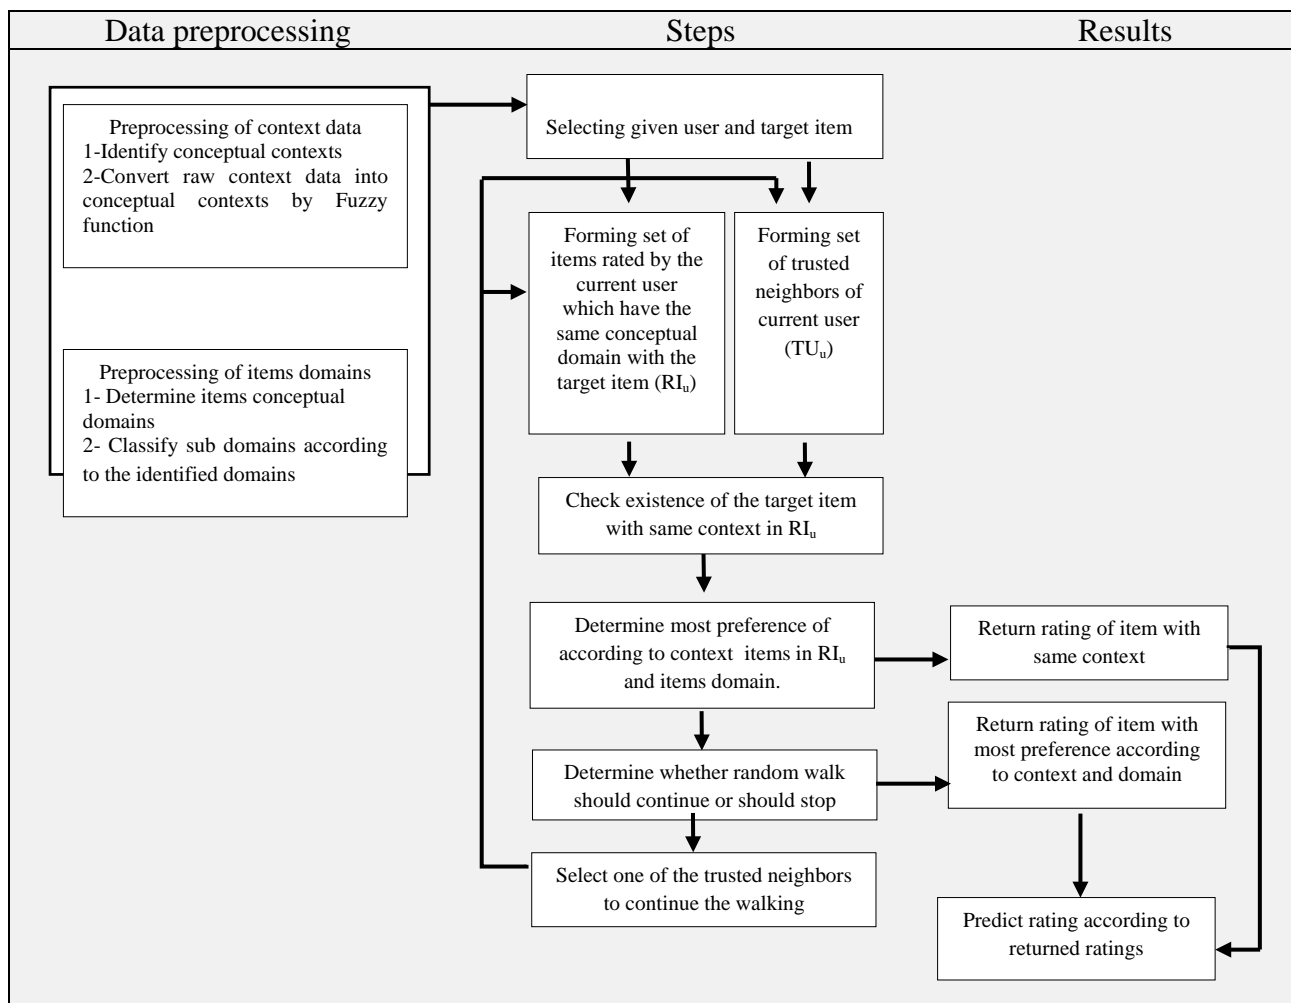 Data preprocessing
Steps
Results
Preprocessing of context data
1-Identify conceptual contexts
2-Convert raw context data into
conceptual contexts by Fuzzy
function
Preprocessing of items domains
1- Determine items conceptual
domains
2- Classify sub domains according
to the identified domains
Selecting given user and target item
Forming set of
items rated by the
current user
which have the
same conceptual
domain with the
target item (RIu)
Forming set
of trusted
neighbors of
current user
(TUu)
Check existence of the target item
with same context in RIu
Determine most preference of
according to context  items in RIu
and items domain.
Determine whether random walk
should continue or should stop
Select one of the trusted neighbors
to continue the walking
Return rating of item with
same context
Return rating of item with
most preference according
to context and domain
Predict rating according to
returned ratings